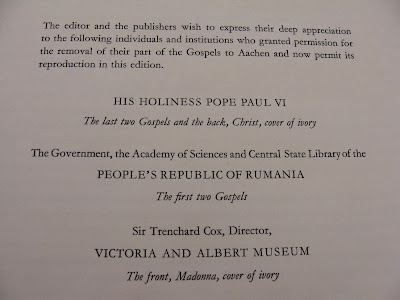 The editor and the publishers wish to express their deep appreciation
to the following individuals and institutions who granted permission for
the removal of their part of the Gospels to Aachen and now permit its
reproduction in this edition.
HIS HOLINESS POPE PAUL VI
The last two Gospels and the back, Christ, cover of ivory
The Government, the Academy of Sciences and Central State Library of the
PEOPLE'S REPUBLIC OF RUMANIA
The first two Gospels
Sir Trenchard Cox, Director,
VICTORIA AND ALBERT MUSEUM
The front, Madonna, cover of ivory